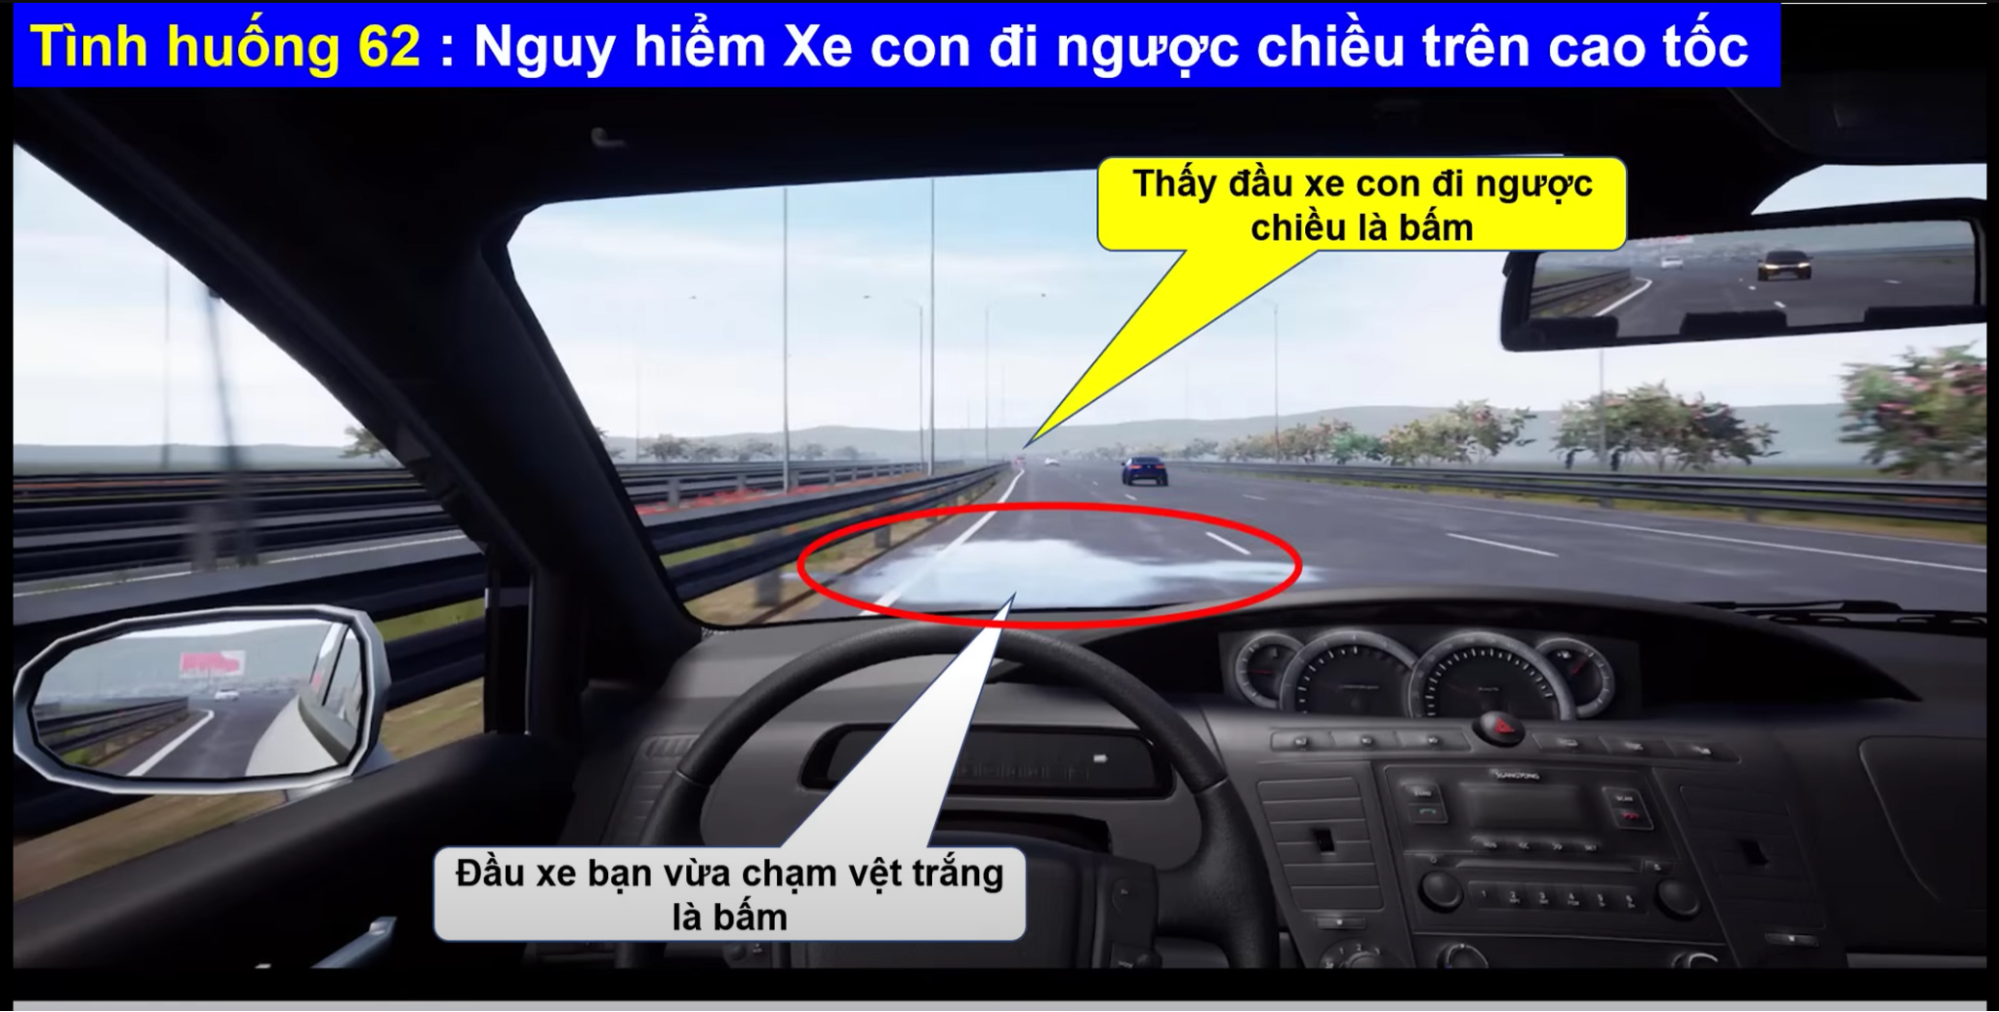 Tình huống 62 : Nguy hiểm Xe con đi ngược chiều trên cao tốc
Thấy đầu xe con đi ngược
chiều là bấm
Đầu xe bạn vừa chạm vệt trắng
là bấm
SSANGYONG